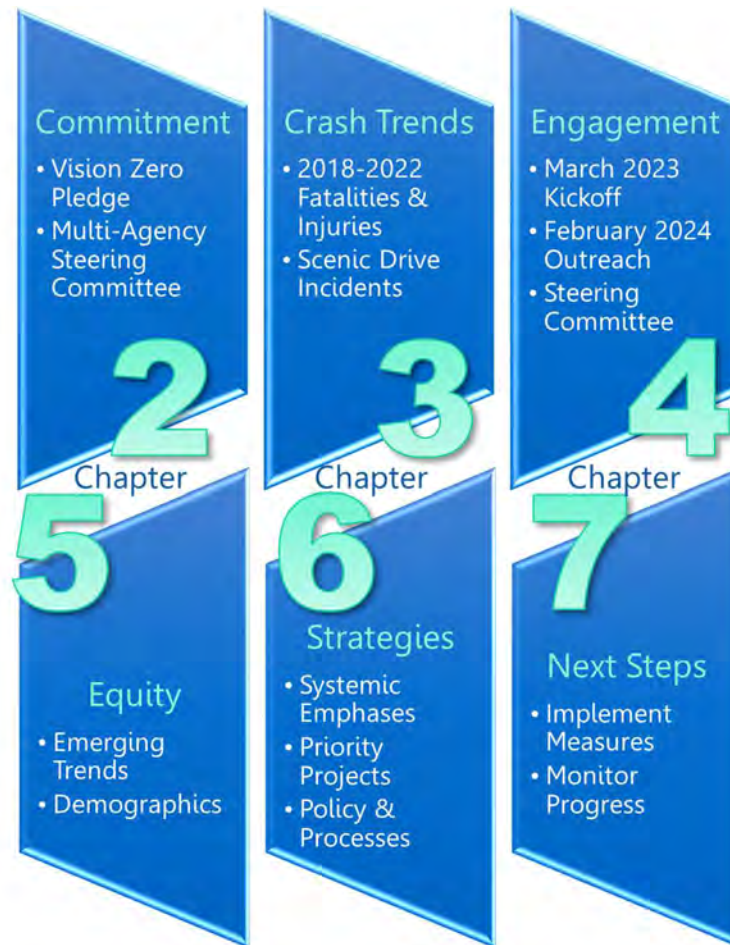 Commitment
• Vision Zero
Pledge
• Multi-Agency
Steering
Committee
2
Crash Trends
• 2018-2022
Fatalities &
Injuries
• Scenic Drive
Incidents
3
Engagement
• March 2023
Kickoff
• February 2024
Outreach
• Steering
Committee
4
Chapter
Chapter
Chapter
5
Equity
• Emerging
Trends
• Demographics
6
Strategies
• Systemic
Emphases
• Priority
Projects
• Policy &
Processes
7
Next Steps
• Implement
Measures
• Monitor
Progress